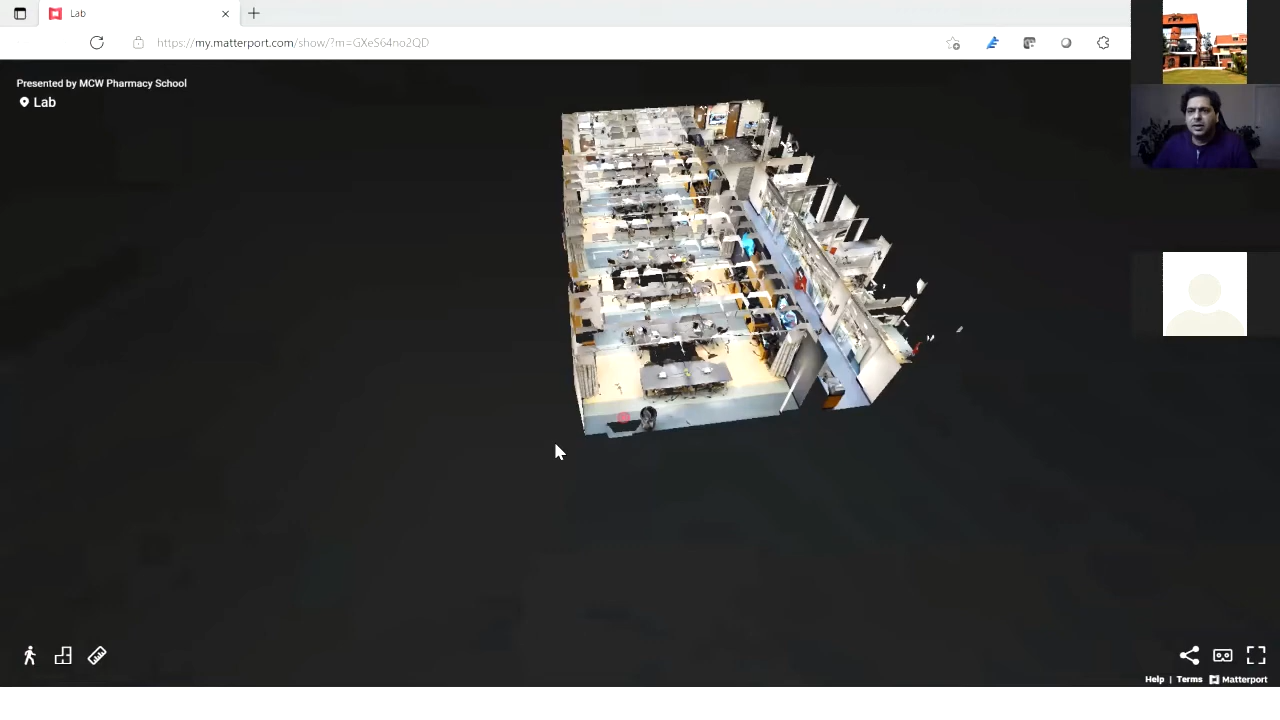 Lab
https://my.matterport.com/show/?m=GXeS64no2QD
Presented by MCW Pharmacy School
Lab
Help | Terms Matterport